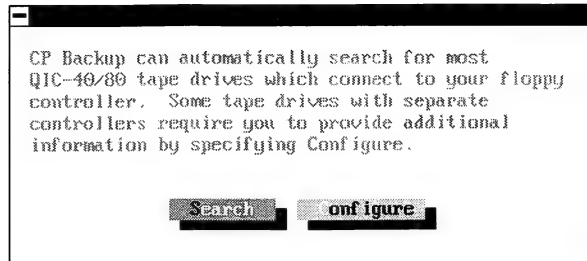 CP Backup can automatically search for most
QIC-40/80 tape drives which connect to your floppy
controller.  Some tape drives with separate
controllers require you to provide additional
information by specifying Configure.
Search onfigure